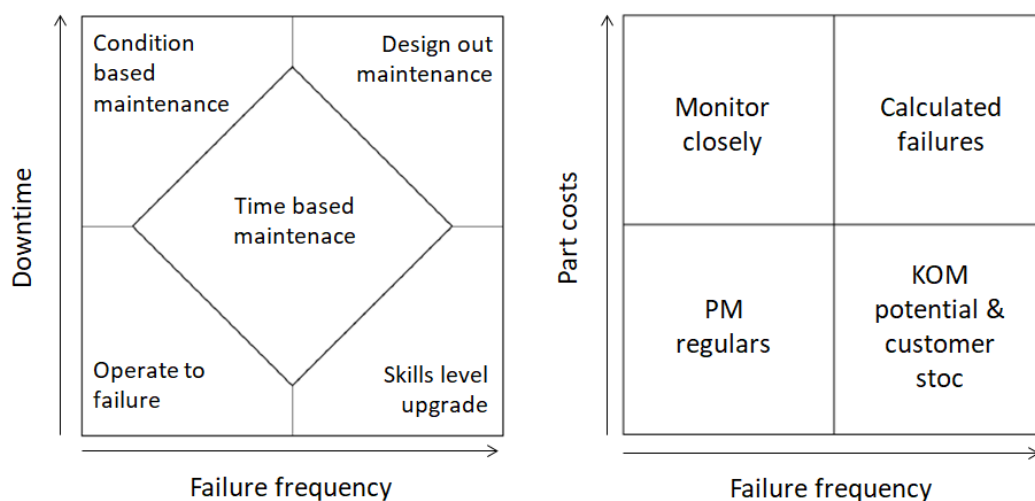 Condition
based
maintenance
Design out
maintenance
Time based
maintenace
Operate to
failure
Skills level
upgrade
Downtime
Failure frequency
Monitor
closely
Calculated
failures
PM
regulars
KOM
potential &
customer
stoc
Part costs
Failure frequency